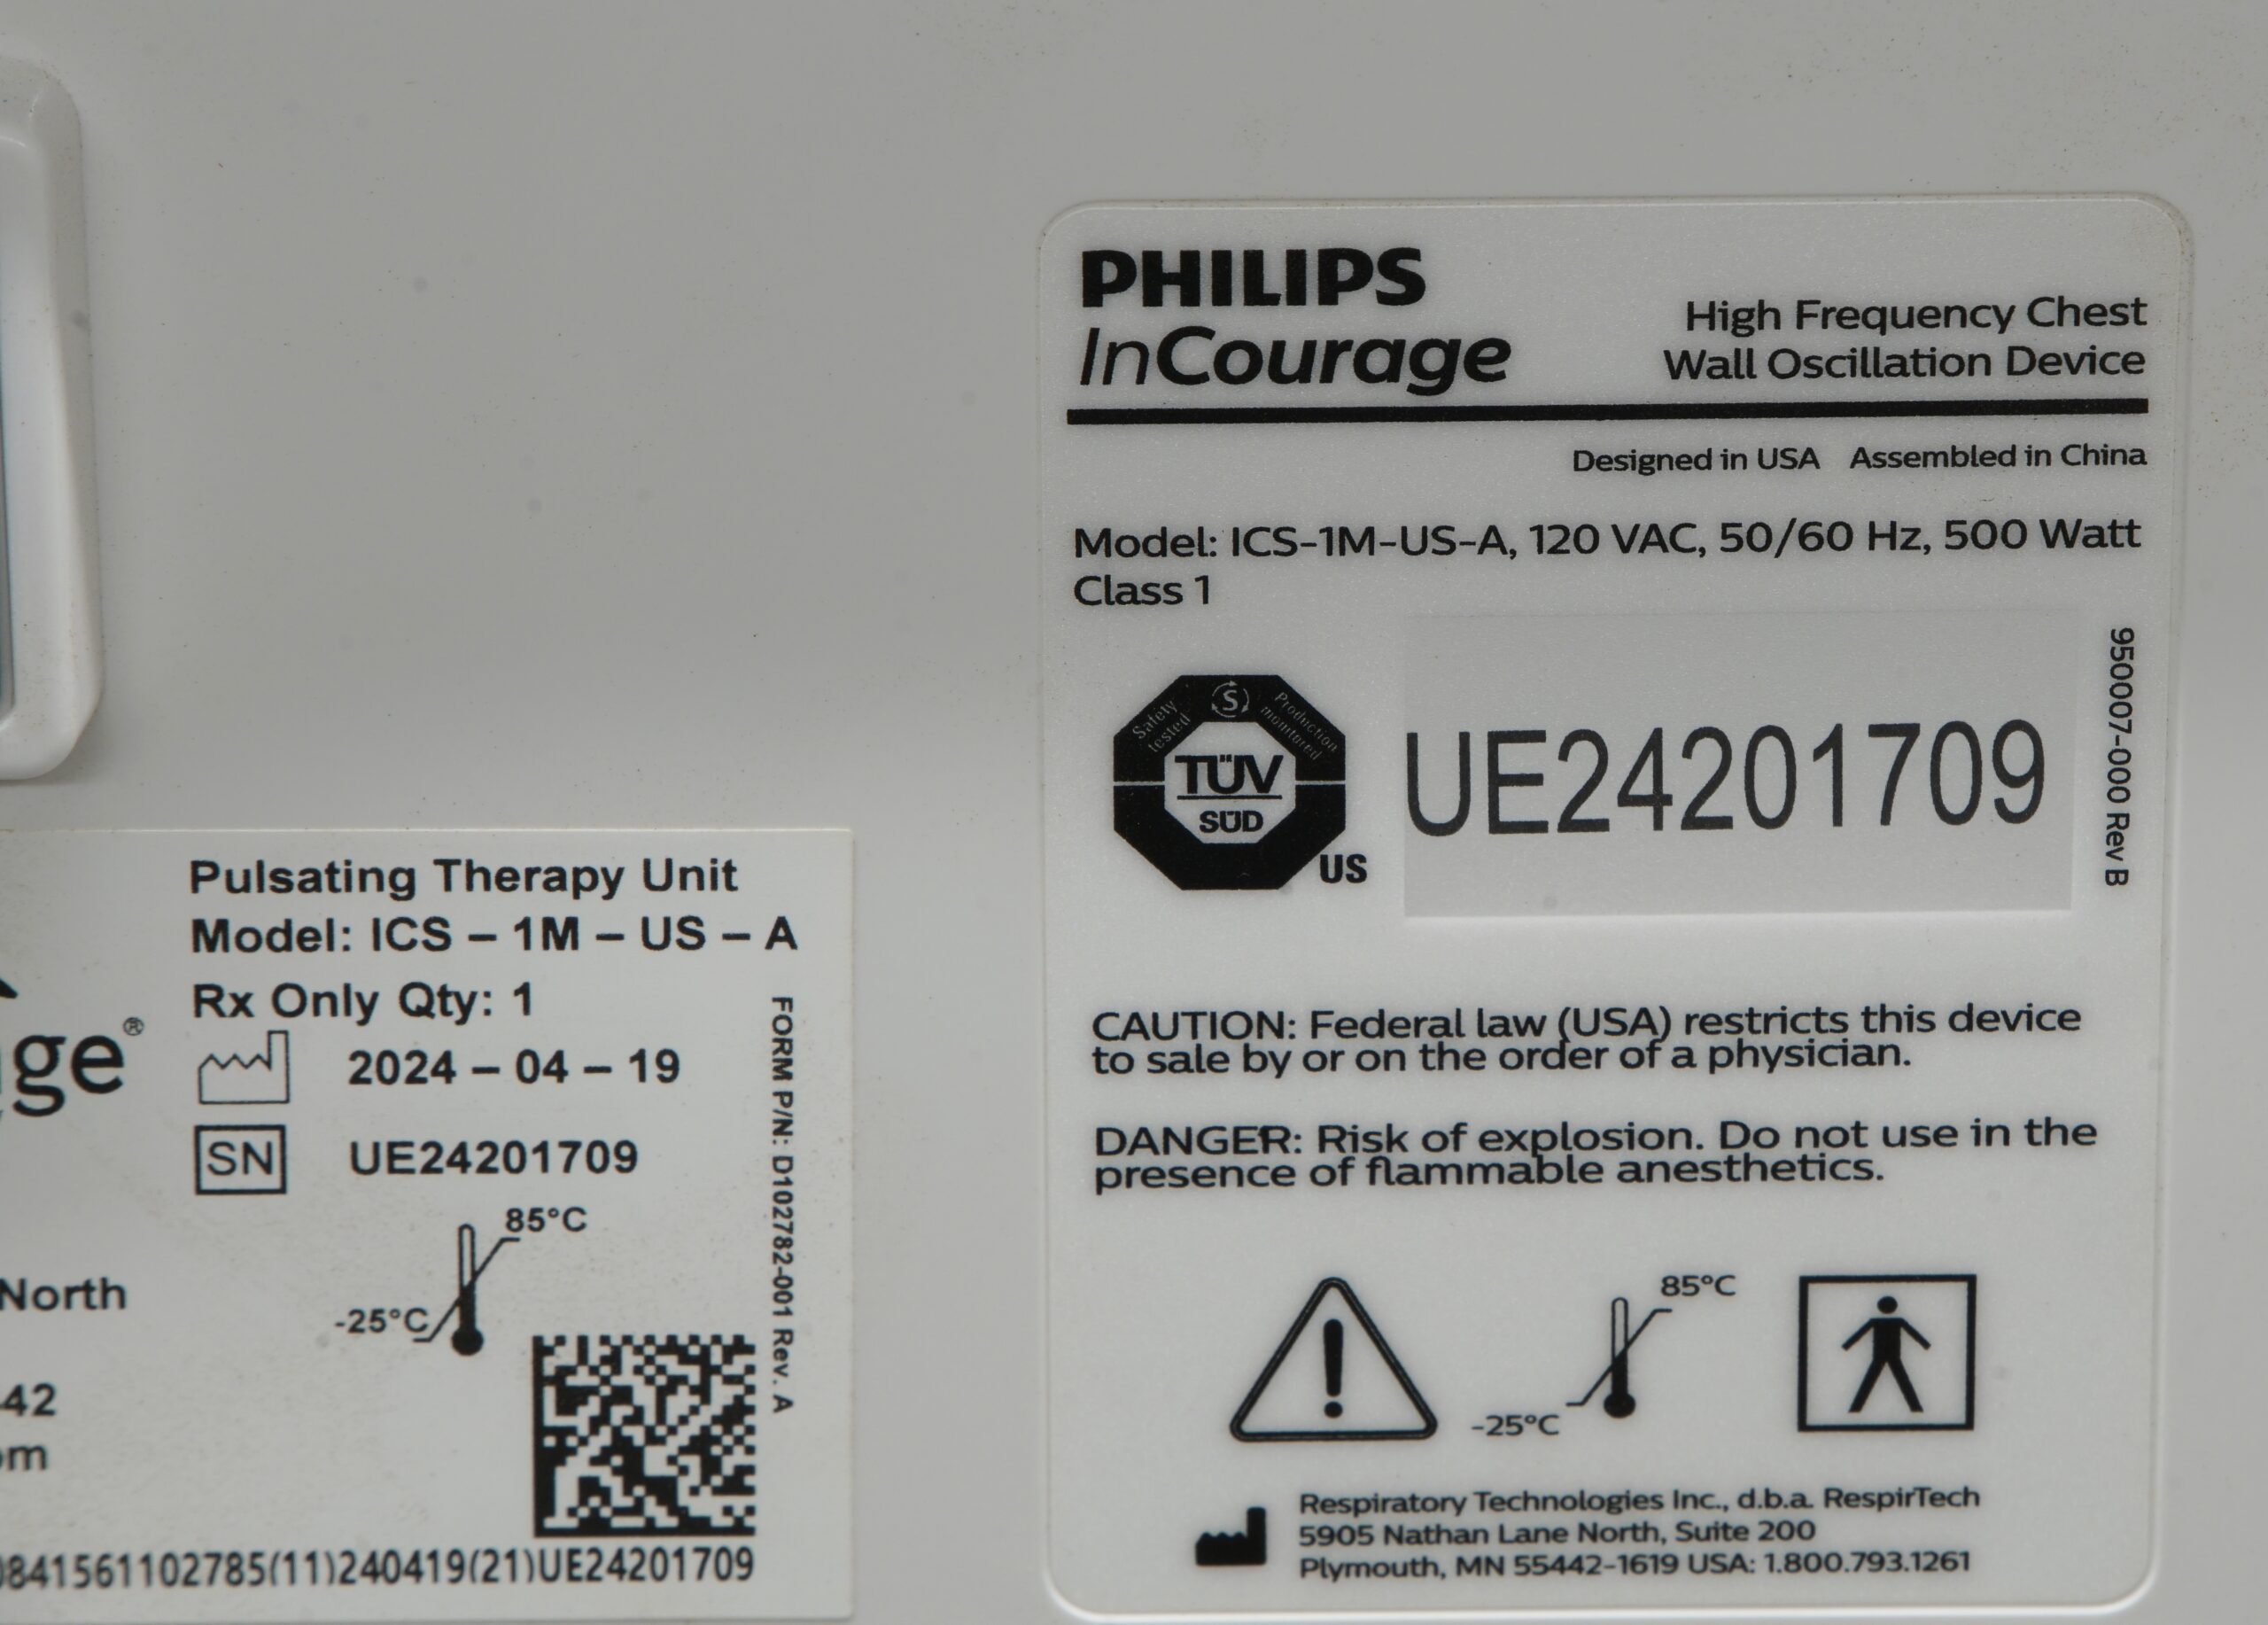 PHILIPS
InCourage
High Frequency Chest
Wall Oscillation Device
Designed in USA Assembled in China
Model: ICS-1M-US-A, 120 VAC, 50/60 Hz, 500 Watt
Class 1
Safety tested
S
Production monitored
TÜV
SÜD
US
UE24201709
950007-000 Rev B
CAUTION: Federal law (USA) restricts this device
to sale by or on the order of a physician.
DANGER: Risk of explosion. Do not use in the
presence of flammable anesthetics.
85°C
-25°C
Respiratory Technologies Inc., d.b.a. RespirTech
5905 Nathan Lane North, Suite 200
Plymouth, MN 55442-1619 USA: 1.800.793.1261
Pulsating Therapy Unit
Model: ICS – 1M – US – A
Rx Only Qty: 1
2024 – 04 – 19
SN UE24201709
85°C
-25°C
FORM P/N: D102782-001 Rev. A
ge®
North
42
om
0841561102785(11)240419(21)UE24201709